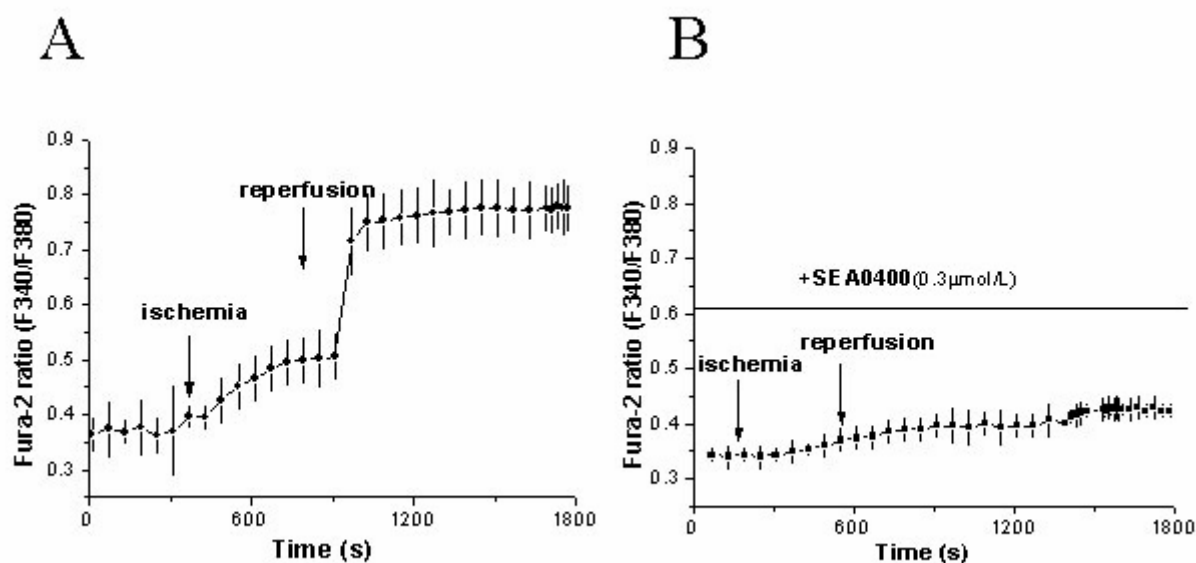 A
B
0.9
0.8
0.7
0.6
0.5
0.4
0.3
Fura-2 ratio (F340/F380)
reperfusion
ischemia
0 600 1200 1800
Time (s)
0.9
0.8
0.7
0.6
0.5
0.4
0.3
Fura-2 ratio (F340/F380)
+SEA0400(0.3µmol/L)
reperfusion
ischemia
0 600 1200 1800
Time (s)